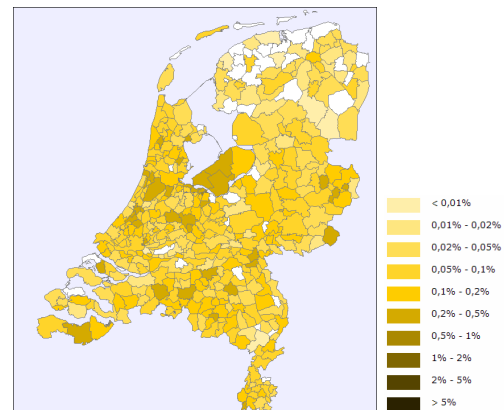 < 0,01%
0,01% - 0,02%
0,02% - 0,05%
0,05% - 0,1%
0,1% - 0,2%
0,2% - 0,5%
0,5% - 1%
1% - 2%
2% - 5%
> 5%